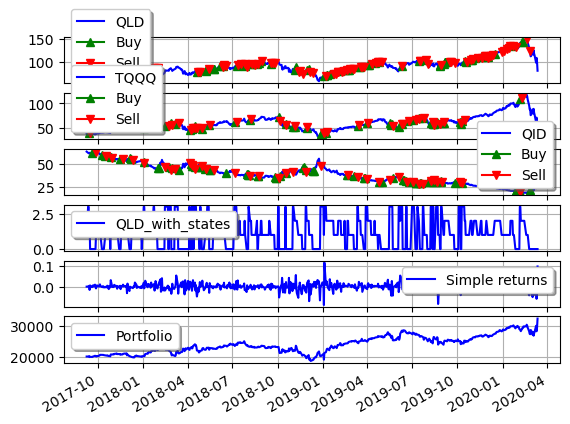 QLD
Buy
Sell
150
100
TQQQ
Buy
Sell
100
50
QID
Buy
Sell
50
25
QLD_with_states
2.5
0.0
Simple returns
0.1
0.0
Portfolio
30000
20000
2017-10 2018-01 2018-04 2018-07 2018-10 2019-01 2019-04 2019-07 2019-10 2020-01 2020-04